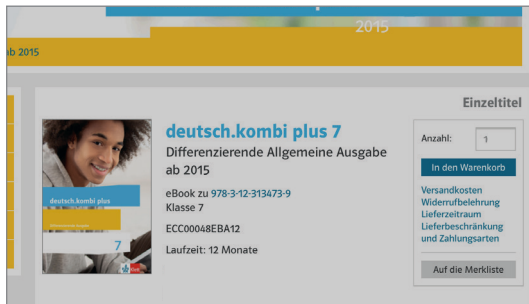 2015
ab 2015
Einzeltitel
deutsch.kombi plus 7
Differenzierende Allgemeine Ausgabe
ab 2015
eBook zu 978-3-12-313473-9
Klasse 7
ECC00048EBA12
Laufzeit: 12 Monate
deutsch.kombi plus
7
Klett
Anzahl:
1
In den Warenkorb
Versandkosten
Widerrufbelehrung
Lieferzeitraum
Lieferbeschränkung
und Zahlungsarten
Auf die Merkliste